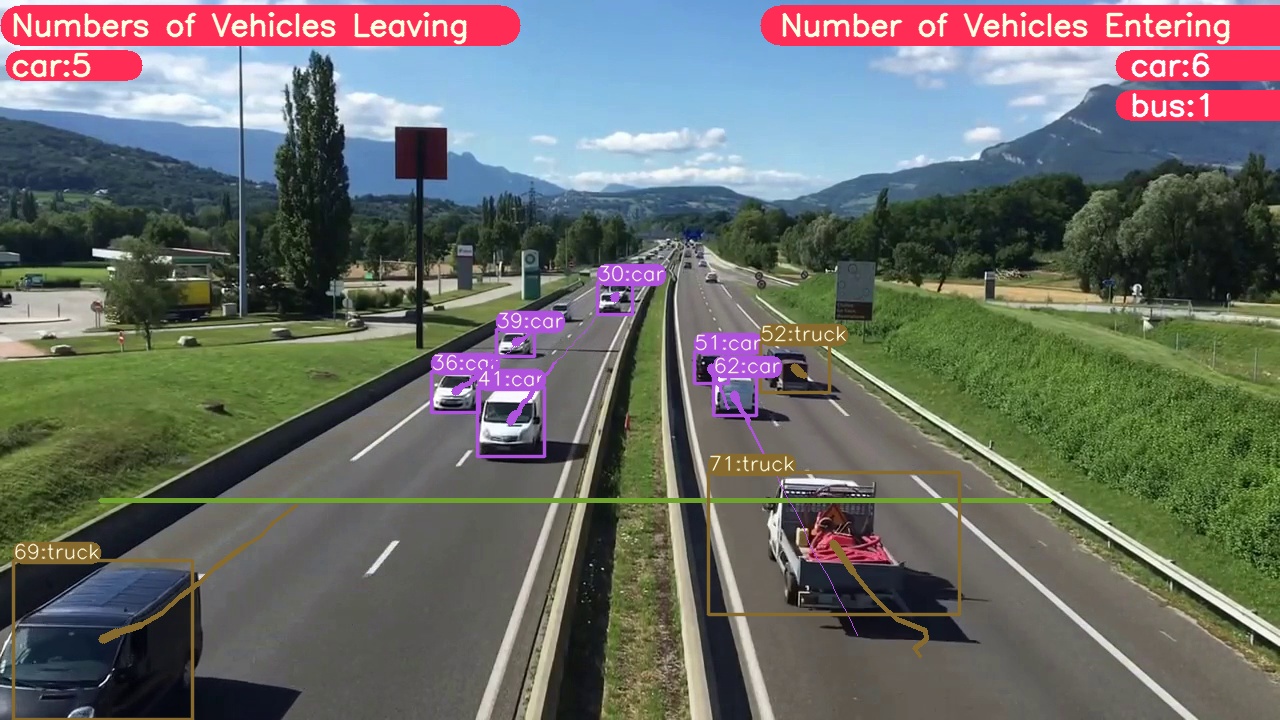 Numbers of Vehicles Leaving
Number of Vehicles Entering
car:5
car:6
bus:1
30:car
39:car
52:truck
51:car
36:car
62:car
41:car
71:truck
69:truck